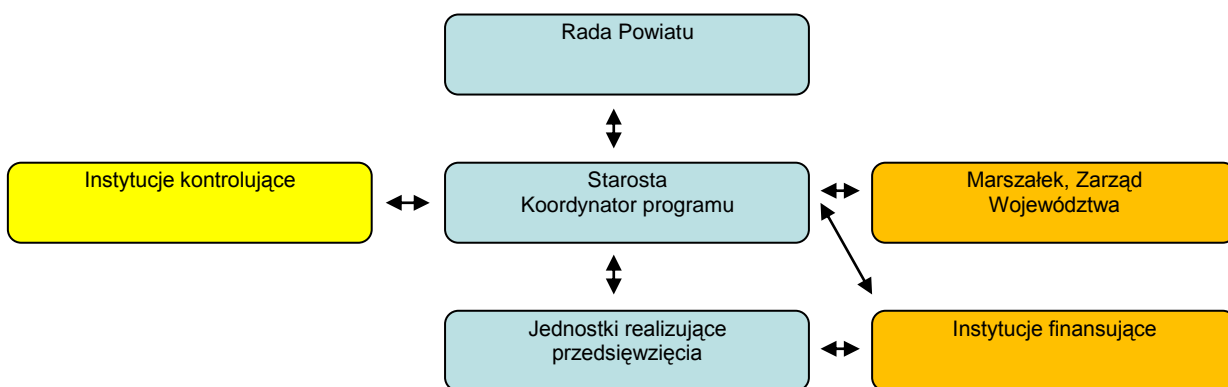 Rada Powiatu
Instytucje kontrolujące
Starosta
Koordynator programu
Marszałek, Zarząd
Województwa
Jednostki realizujące
przedsięwzięcia
Instytucje finansujące